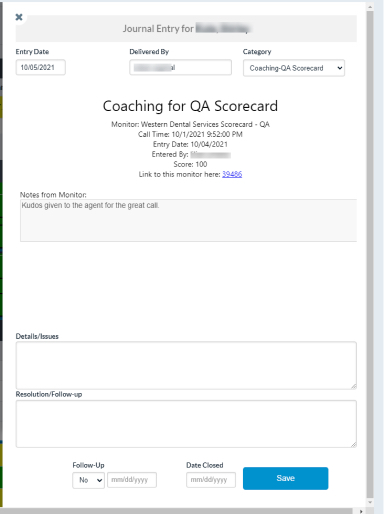 Journal Entry for
Entry Date
Delivered By
Category
10/05/2021
Coaching-QA Scorecard
Coaching for QA Scorecard
Monitor: Western Dental Services Scorecard - QA
Call Time: 10/1/2021 9:52:00 PM
Entry Date: 10/04/2021
Entered By:
Score: 100
Link to this monitor here: 39486
Notes from Monitor:
Kudos given to the agent for the great call.
Details/Issues
Resolution/Follow-up
Follow-Up
Date Closed
No
mm/dd/yyyy
mm/dd/yyyy
Save